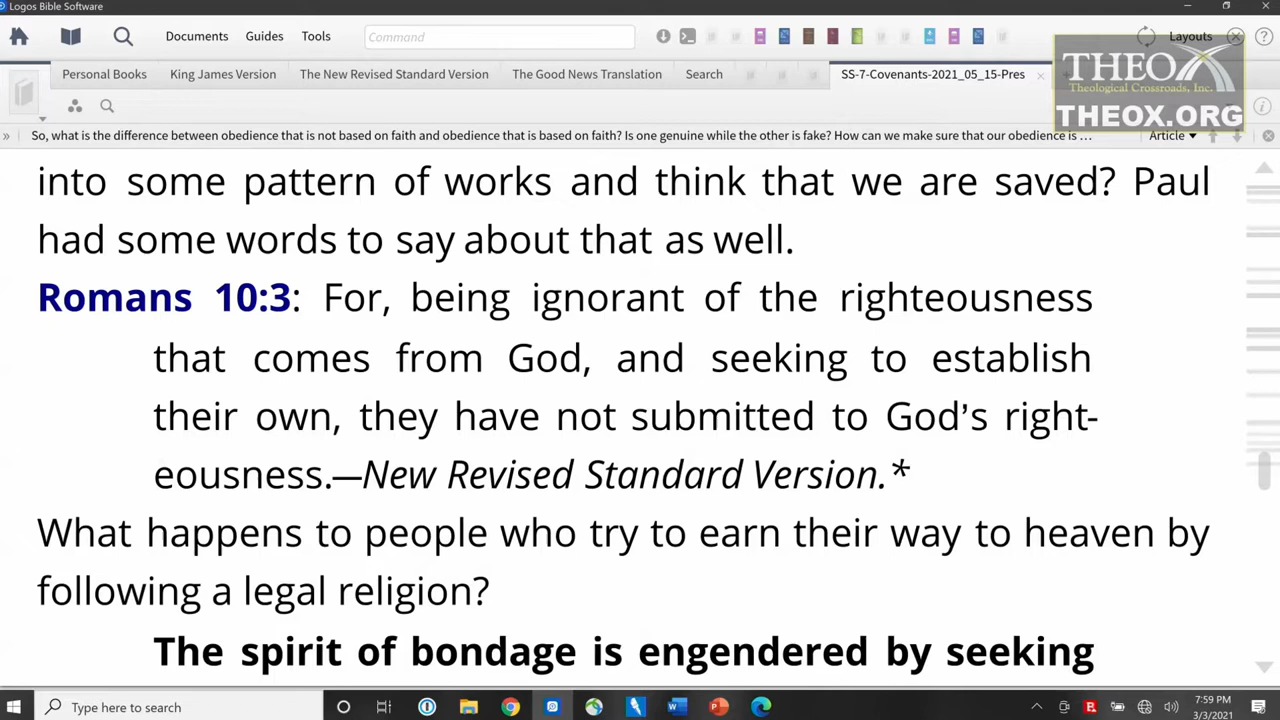 Logos Bible Software
Documents Guides Tools Command Layouts
THEOX
Theological Crossroads, Inc.
THEOX.ORG
Personal Books King James Version The New Revised Standard Version The Good News Translation Search SS-7-Covenants-2021_05_15-Pres
So, what is the difference between obedience that is not based on faith and obedience that is based on faith? Is one genuine while the other is fake? How can we make sure that our obedience is ... Article
into some pattern of works and think that we are saved? Paul
had some words to say about that as well.
Romans 10:3: For, being ignorant of the righteousness
that comes from God, and seeking to establish
their own, they have not submitted to God's right-
eousness.—New Revised Standard Version.*
What happens to people who try to earn their way to heaven by
following a legal religion?
The spirit of bondage is engendered by seeking
Type here to search
7:59 PM
3/3/2021